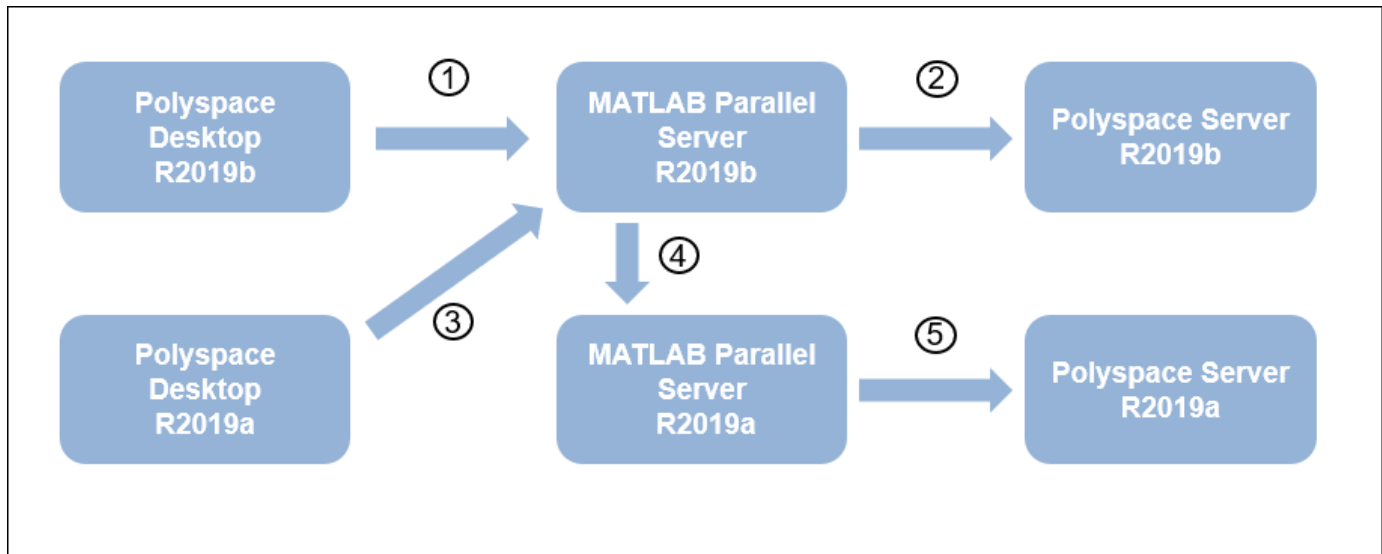 ①
②
Polyspace
Desktop
R2019b
MATLAB Parallel
Server
R2019b
Polyspace Server
R2019b
③
④
⑤
Polyspace
Desktop
R2019a
MATLAB Parallel
Server
R2019a
Polyspace Server
R2019a